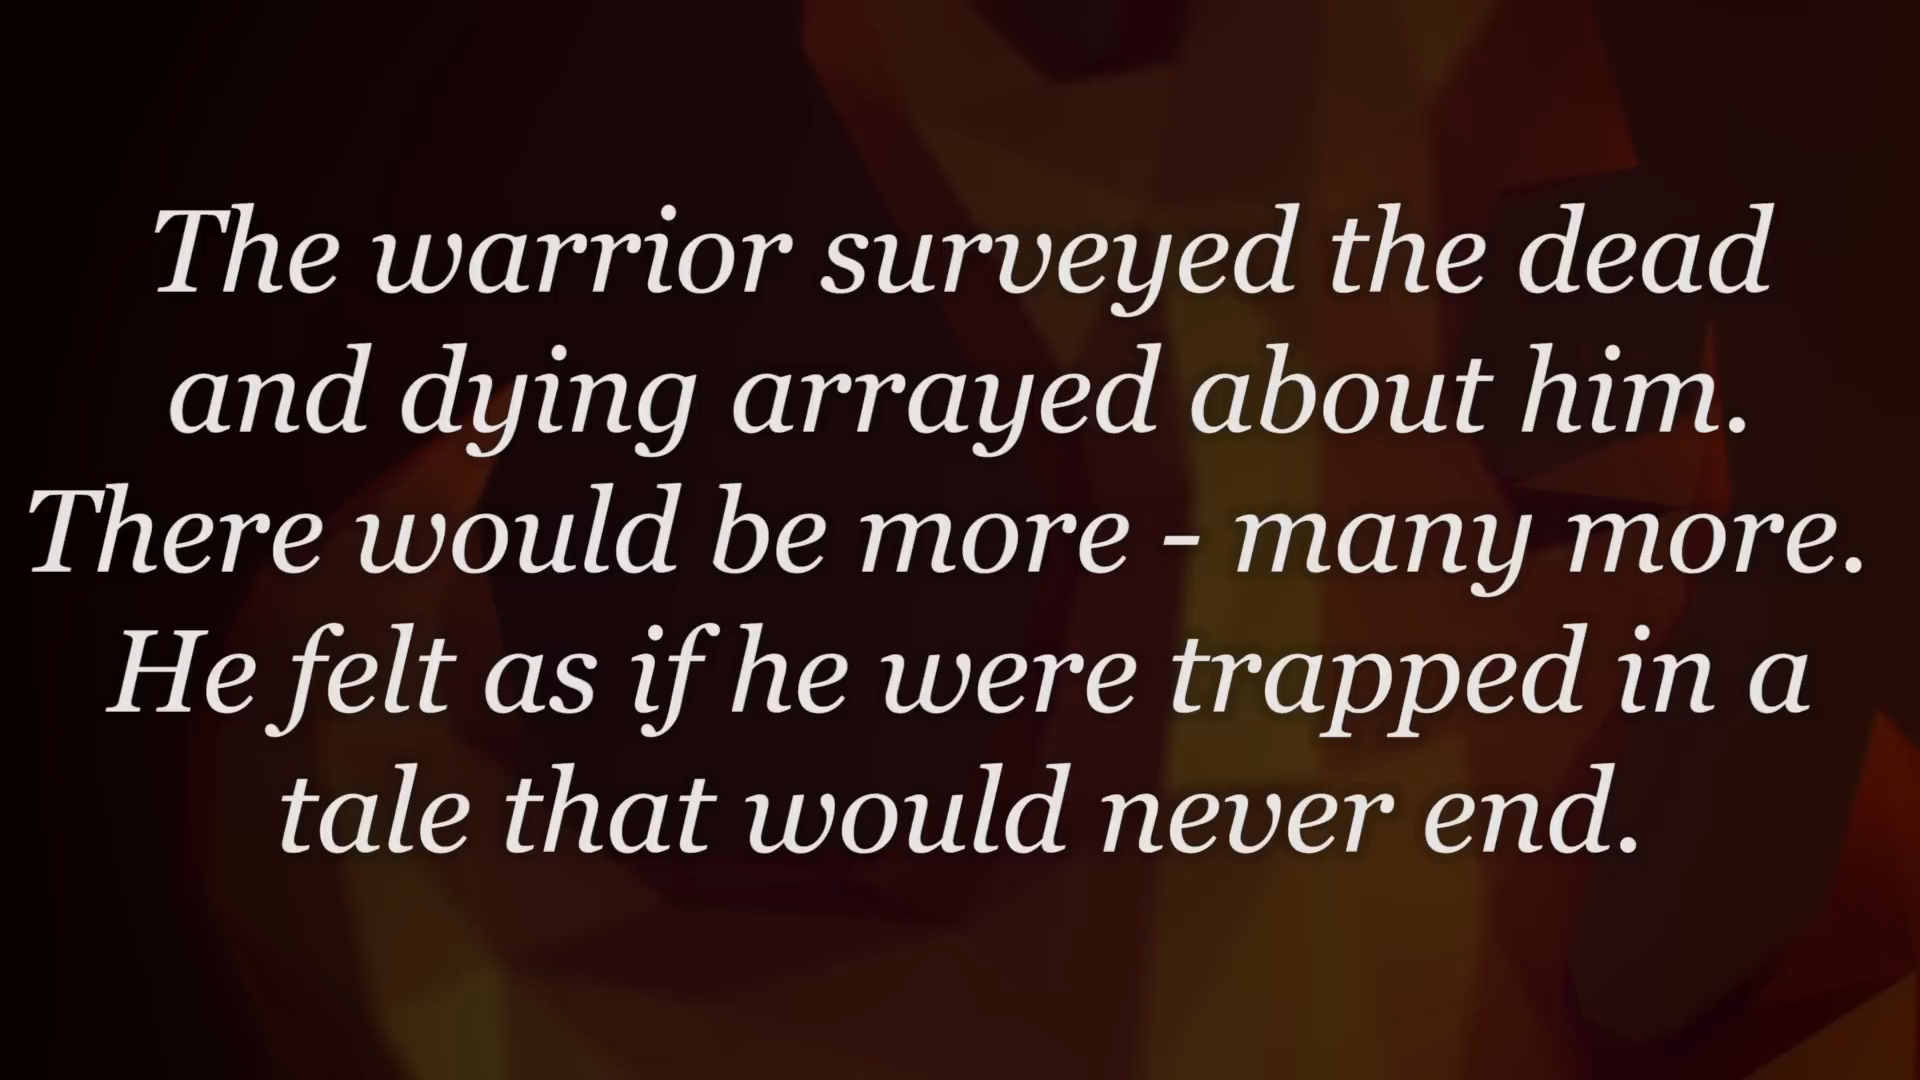 The warrior surveyed the dead
and dying arrayed about him.
There would be more - many more.
He felt as if he were trapped in a
tale that would never end.